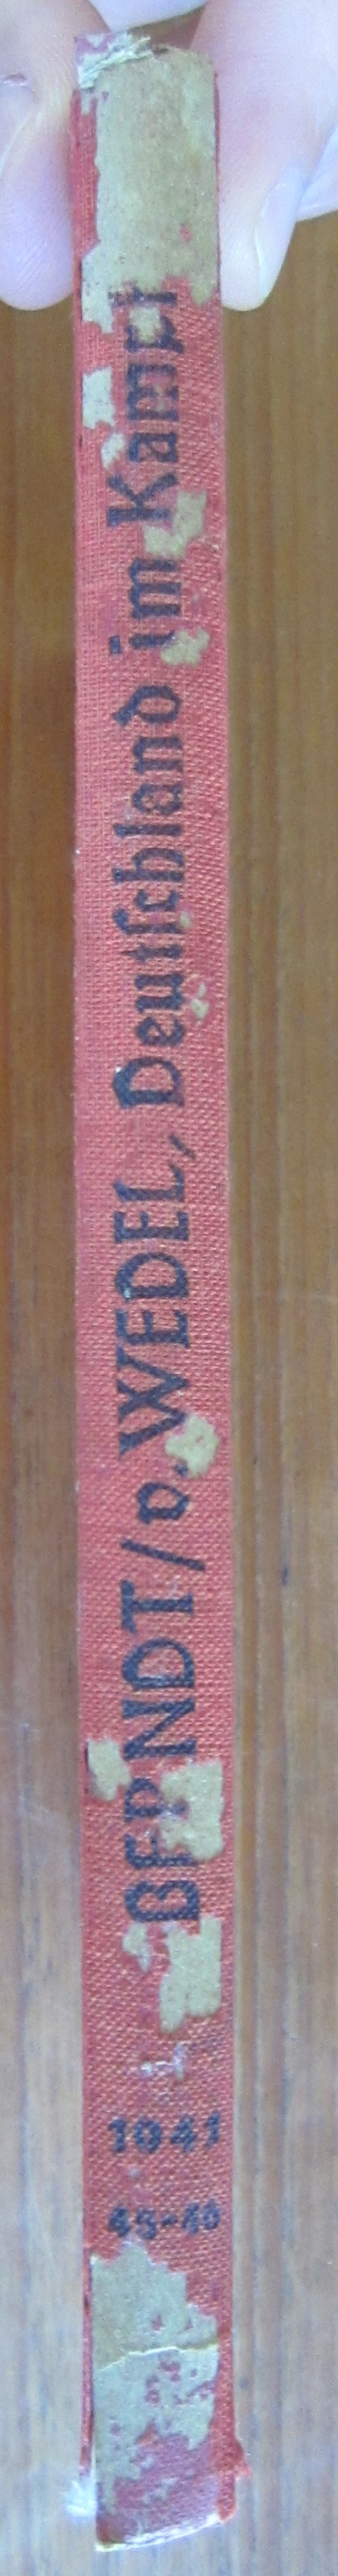 BERNDT/v. WEDEL, Deutſchland im Kampf
1941
45-46